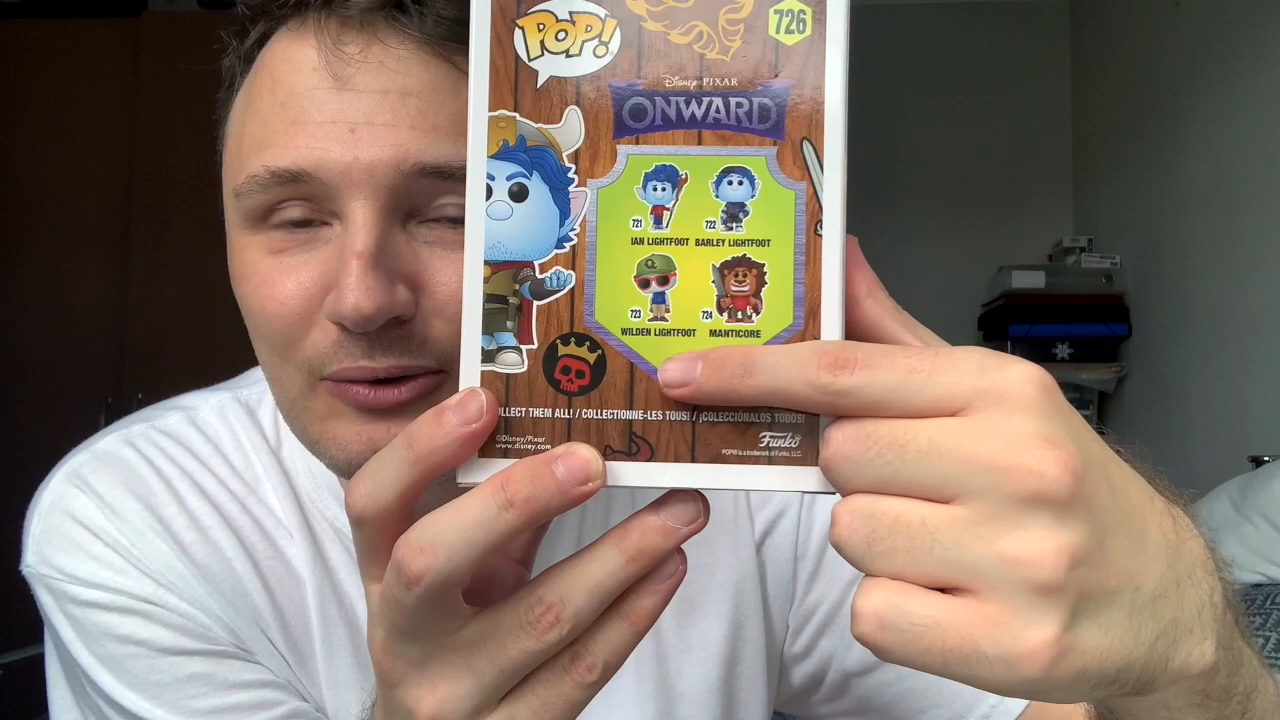 POP!
726
Disney PIXAR
ONWARD
721
722
IAN LIGHTFOOT
BARLEY LIGHTFOOT
723
724
WILDEN LIGHTFOOT
MANTICORE
OLLECT THEM ALL! / COLLECTIONNE-LES TOUS! / ¡COLECCIÓNALOS TODOS!
©Disney/Pixar
www.disney.com
Funko
POP!® is a trademark of Funko, LLC.